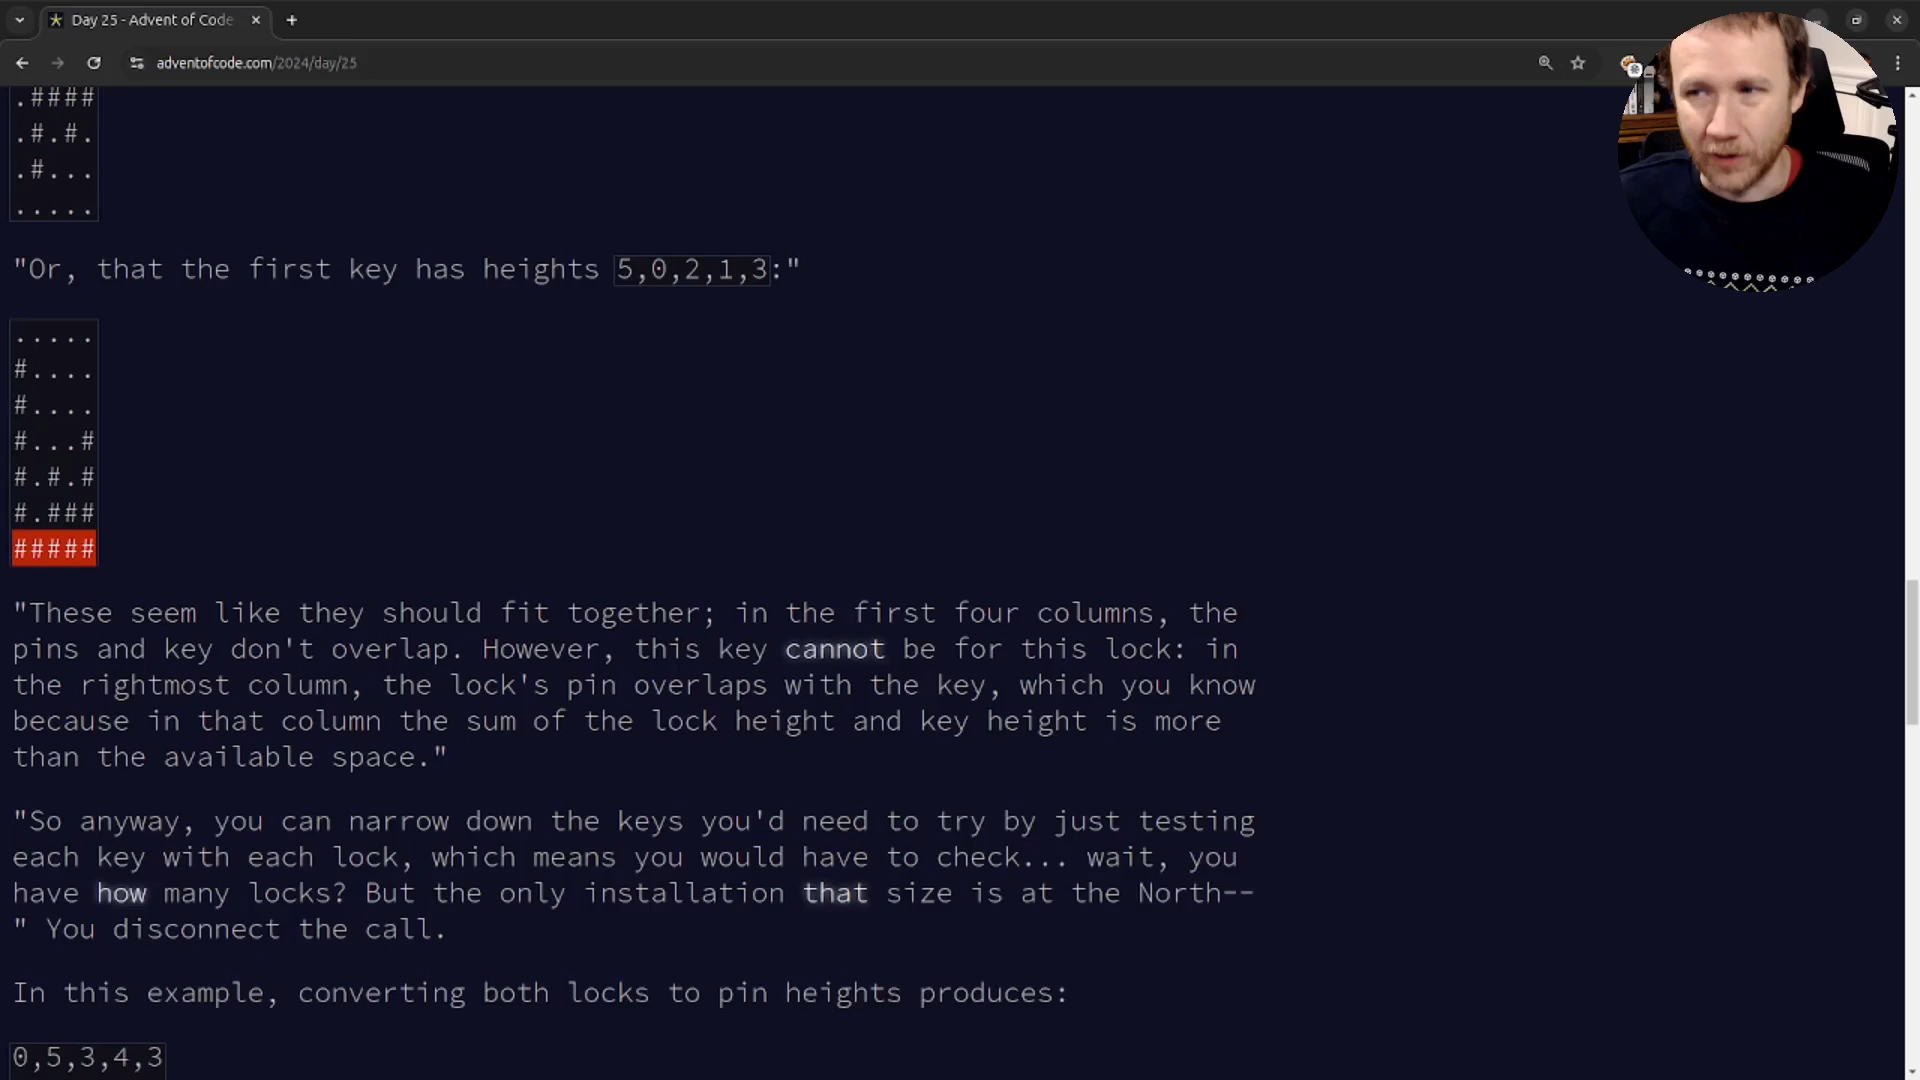 Day 25 - Advent of Code
adventofcode.com/2024/day/25
.####
.#.#.
.#...
.....
"Or, that the first key has heights 5,0,2,1,3:"
.....
#....
#....
#...#
#.#.#
#.###
#####
"These seem like they should fit together; in the first four columns, the
pins and key don't overlap. However, this key cannot be for this lock: in
the rightmost column, the lock's pin overlaps with the key, which you know
because in that column the sum of the lock height and key height is more
than the available space."
"So anyway, you can narrow down the keys you'd need to try by just testing
each key with each lock, which means you would have to check... wait, you
have how many locks? But the only installation that size is at the North--
" You disconnect the call.
In this example, converting both locks to pin heights produces:
0,5,3,4,3